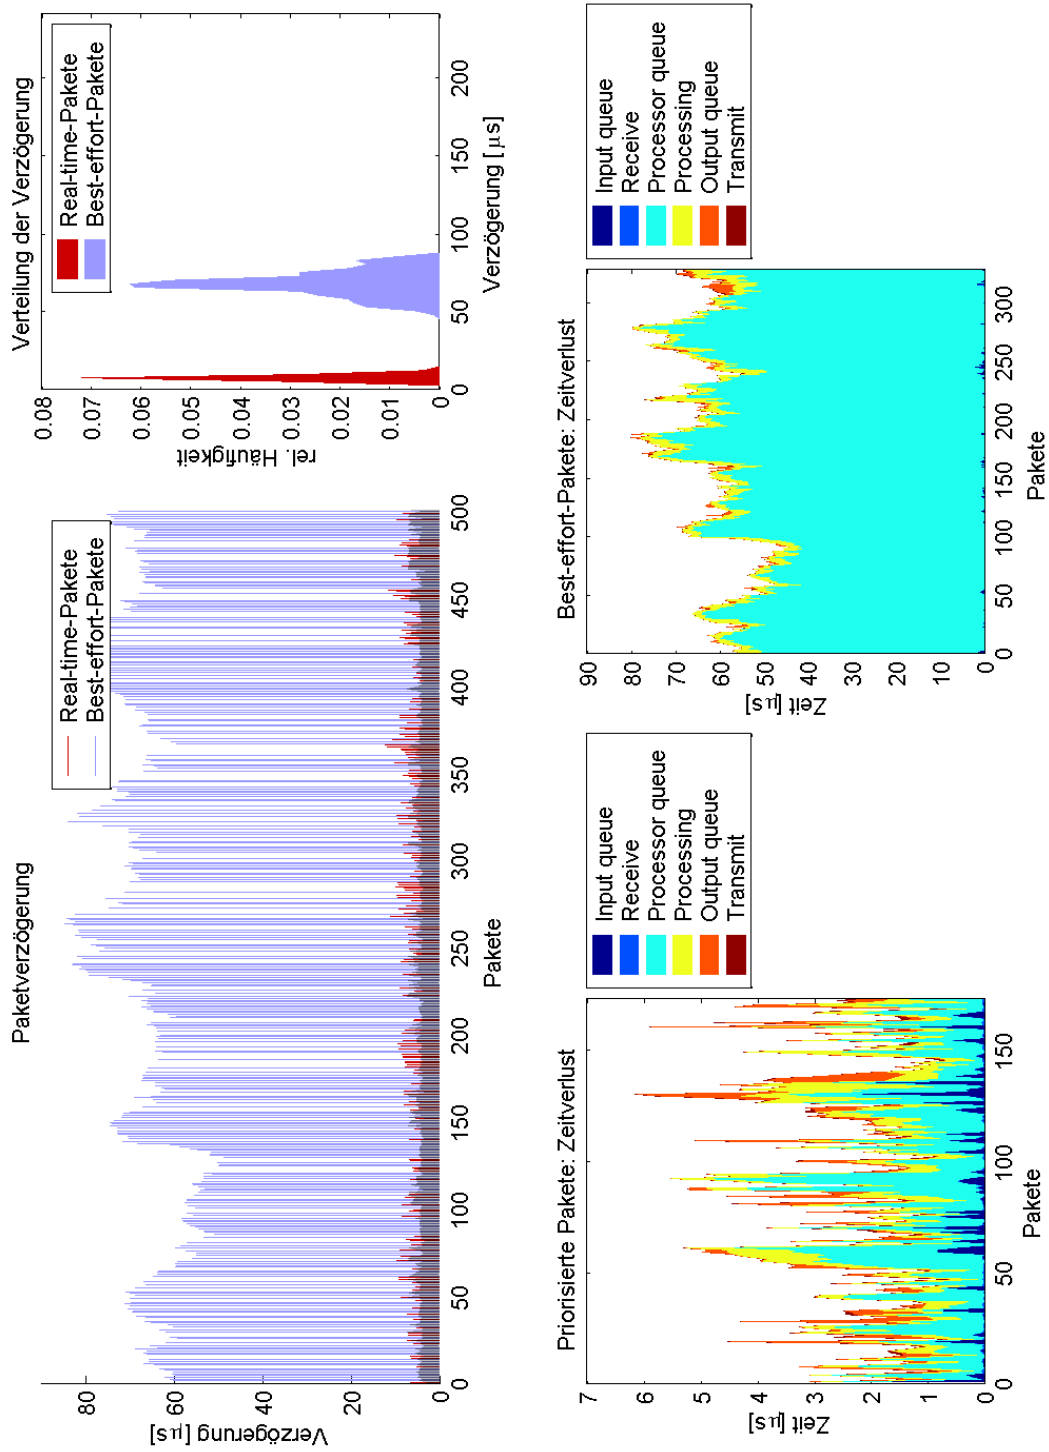 Paketverzögerung
Real-time-Pakete
Best-effort-Pakete
Verzögerung [µs]
80
60
40
20
0
0
50
100
150
200
250
300
350
400
450
500
Pakete
Verteilung der Verzögerung
Real-time-Pakete
Best-effort-Pakete
rel. Häufigkeit
0.08
0.07
0.06
0.05
0.04
0.03
0.02
0.01
0
0
50
100
150
200
Verzögerung [µs]
Priorisierte Pakete: Zeitverlust
Zeit [µs]
7
6
5
4
3
2
1
0
0
50
100
150
Pakete
Input queue
Receive
Processor queue
Processing
Output queue
Transmit
Best-effort-Pakete: Zeitverlust
Zeit [µs]
90
80
70
60
50
40
30
20
10
0
0
50
100
150
200
250
300
Pakete
Input queue
Receive
Processor queue
Processing
Output queue
Transmit